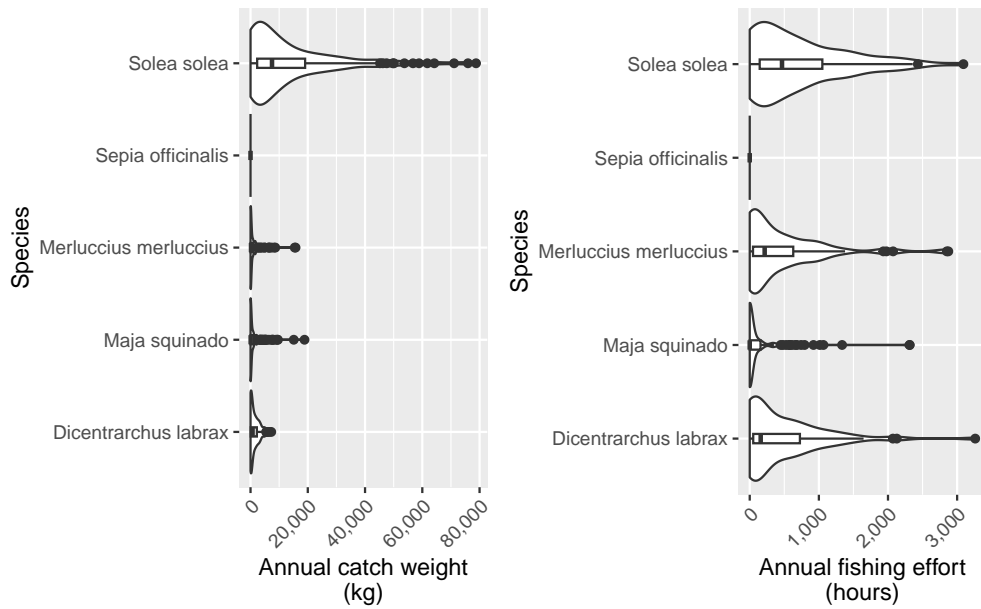 Species
Solea solea
Sepia officinalis
Merluccius merluccius
Maja squinado
Dicentrarchus labrax
0
20,000
40,000
60,000
80,000
Annual catch weight
(kg)
Species
Solea solea
Sepia officinalis
Merluccius merluccius
Maja squinado
Dicentrarchus labrax
0
1,000
2,000
3,000
Annual fishing effort
(hours)